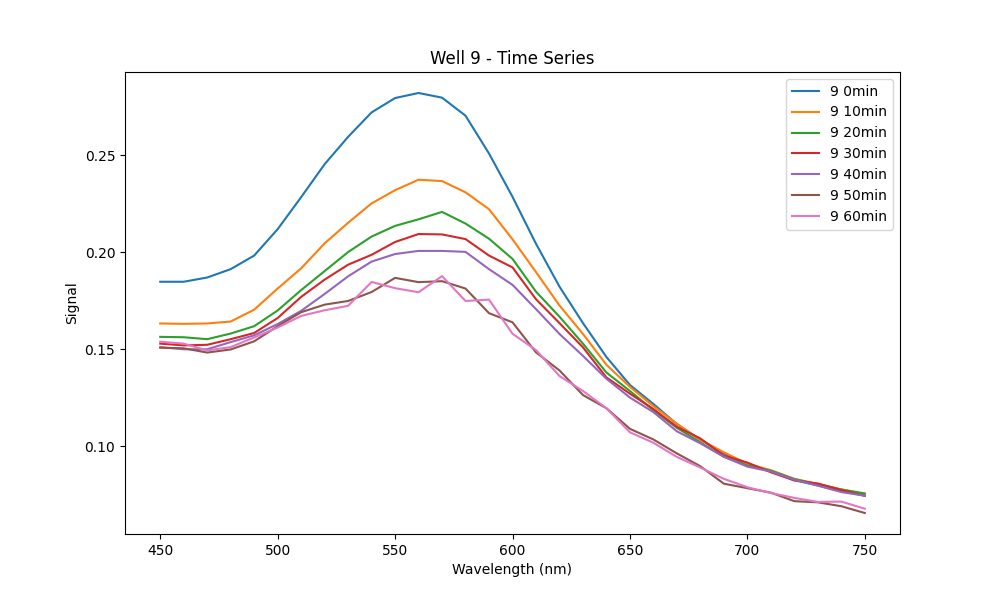 Well 9 - Time Series
Signal
0.25
0.20
0.15
0.10
450 500 550 600 650 700 750
Wavelength (nm)
9 0min
9 10min
9 20min
9 30min
9 40min
9 50min
9 60min